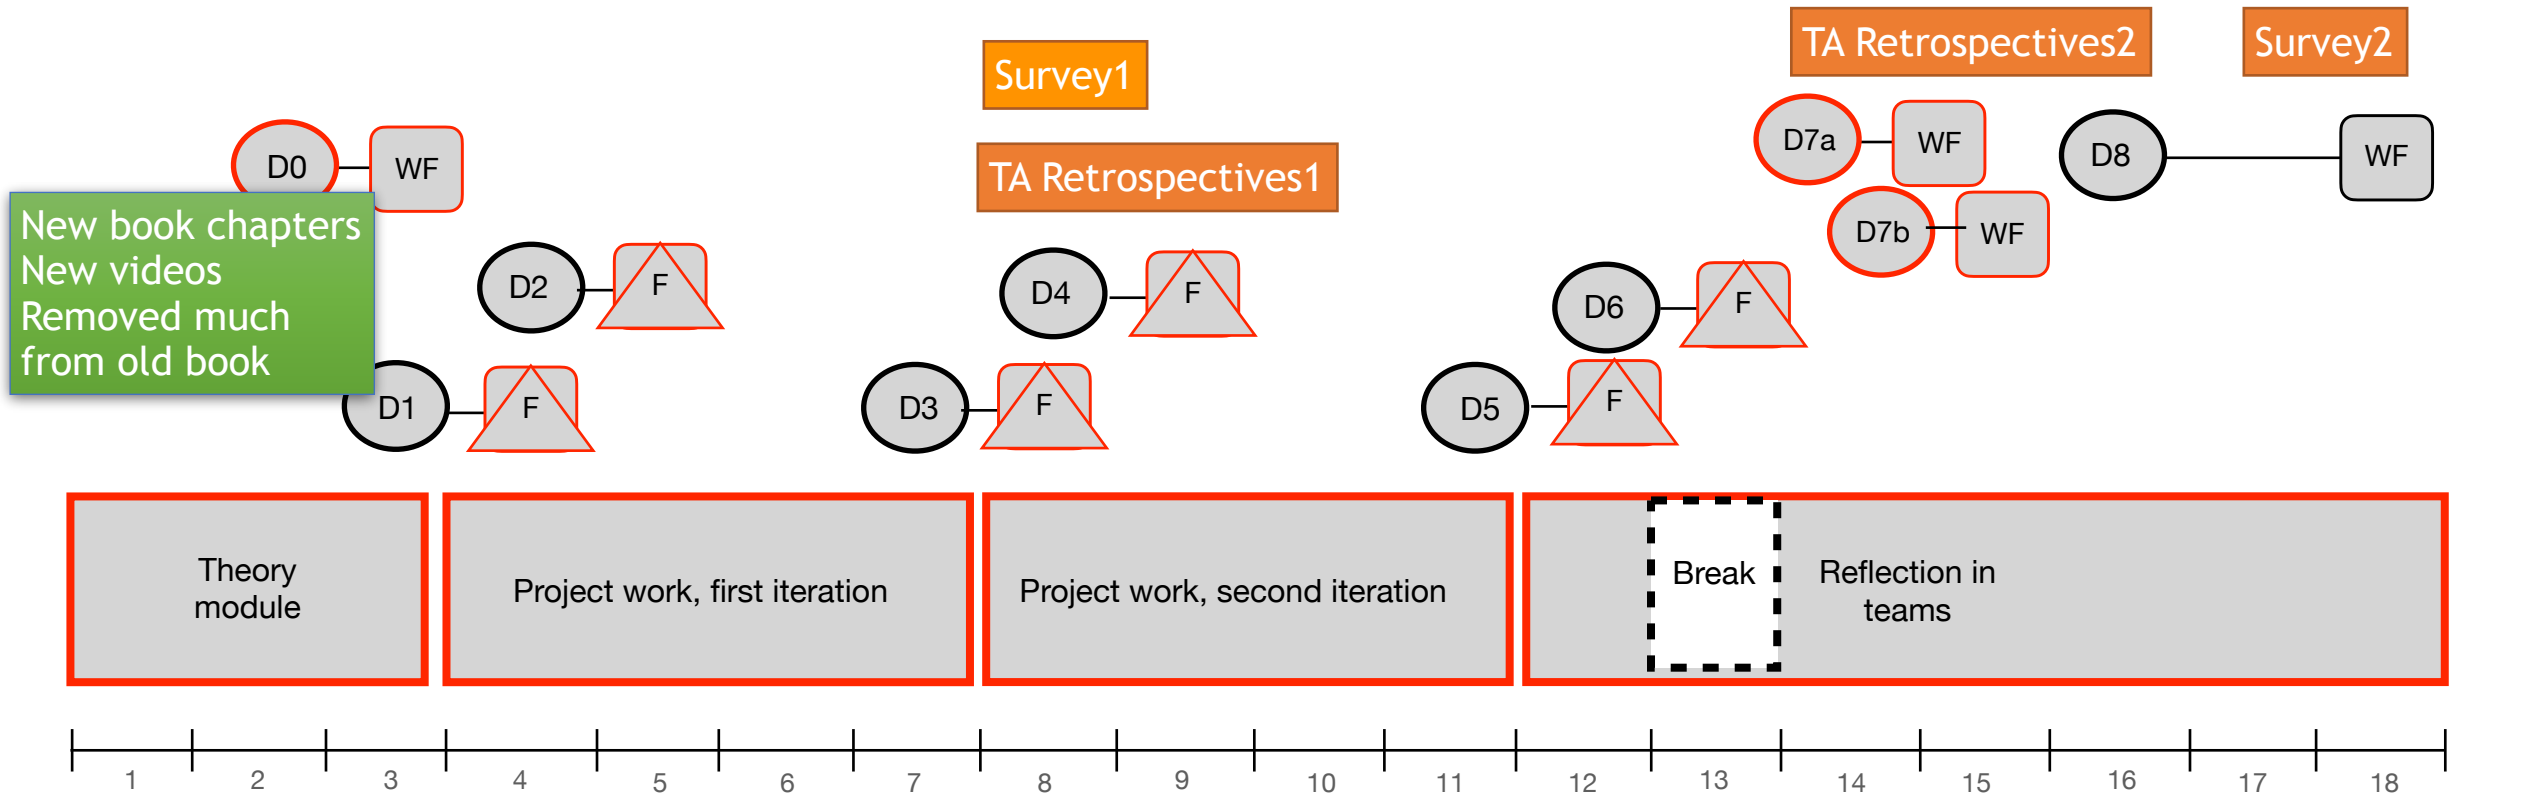 TA Retrospectives2
Survey2
Survey1
TA Retrospectives1
D0
WF
D7a
WF
D8
WF
D7b
WF
New book chapters
New videos
Removed much
from old book
D2
F
D4
F
D6
F
D1
F
D3
F
D5
F
Theory
module
Project work, first iteration
Project work, second iteration
Break
Reflection in
teams
1 2 3 4 5 6 7 8 9 10 11 12 13 14 15 16 17 18